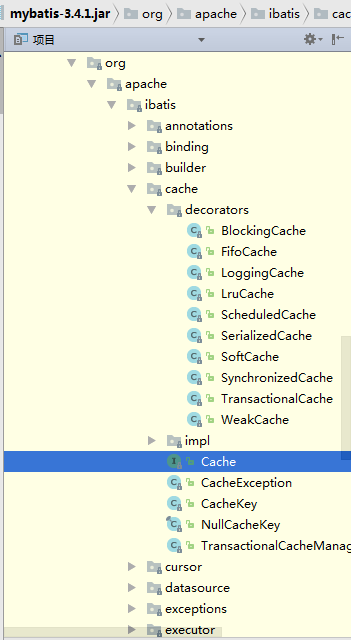 mybatis-3.4.1.jar org apache ibatis cac
项目
org
apache
ibatis
annotations
binding
builder
cache
decorators
BlockingCache
FifoCache
LoggingCache
LruCache
ScheduledCache
SerializedCache
SoftCache
SynchronizedCache
TransactionalCache
WeakCache
impl
Cache
CacheException
CacheKey
NullCacheKey
TransactionalCacheManag
cursor
datasource
exceptions
executor